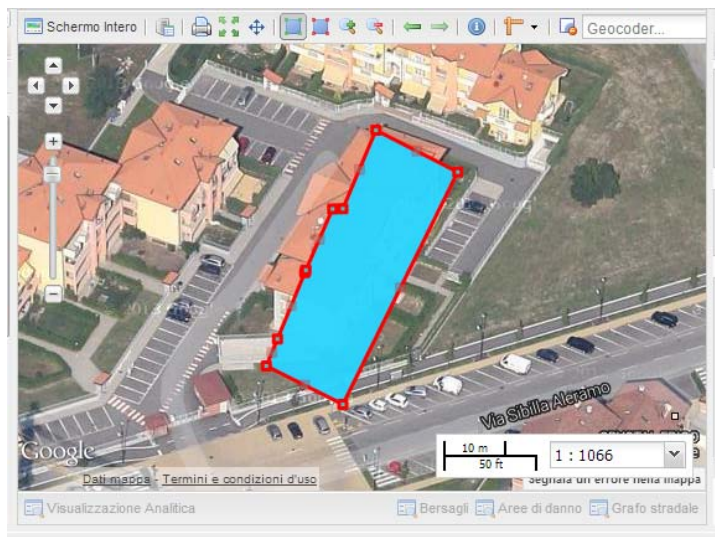 Schermo Intero
Geocoder...
Via Sibilla Aleramo
Google
10 m
50 ft
1 : 1066
Dati mappa - Termini e condizioni d'uso
Segnala un errore nella mappa
Visualizzazione Analitica
Bersagli
Aree di danno
Grafo stradale